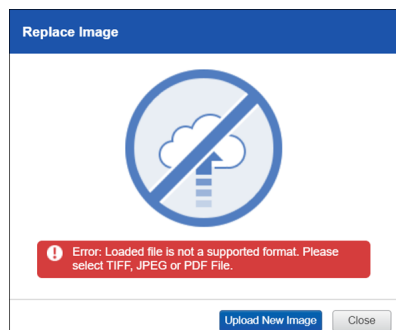 Replace Image
Error: Loaded file is not a supported format. Please
select TIFF, JPEG or PDF File.
Upload New Image
Close